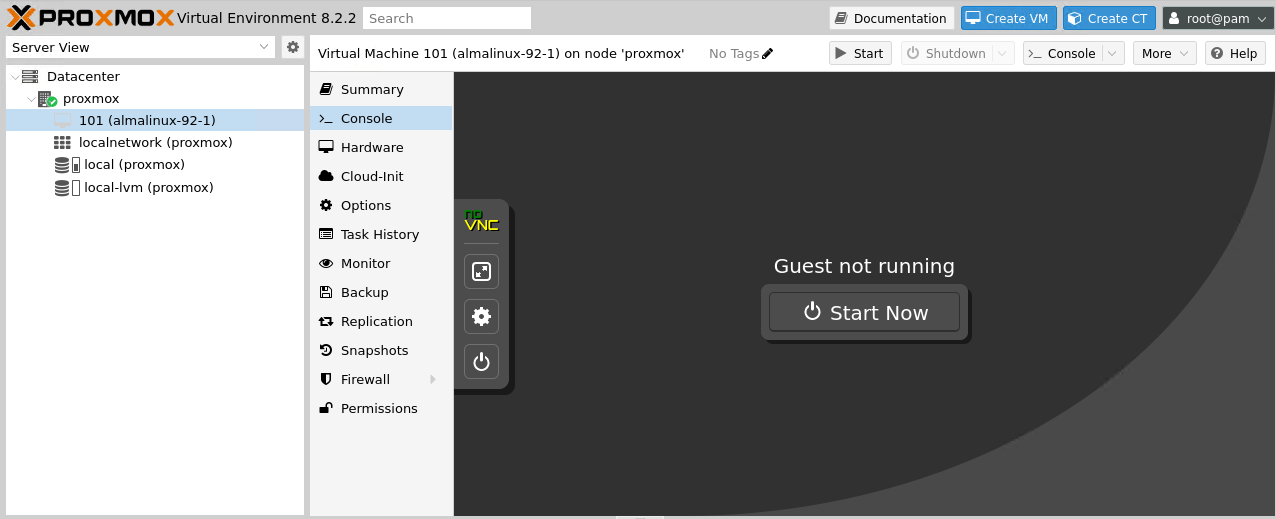 PROXMOX Virtual Environment 8.2.2 Search Documentation Create VM Create CT root@pam
Server View
Virtual Machine 101 (almalinux-92-1) on node 'proxmox' No Tags Start Shutdown Console More Help
Datacenter
proxmox
101 (almalinux-92-1)
localnetwork (proxmox)
local (proxmox)
local-lvm (proxmox)
Summary
Console
Hardware
Cloud-Init
Options
Task History
Monitor
Backup
Replication
Snapshots
Firewall
Permissions
no
VNC
Guest not running
Start Now